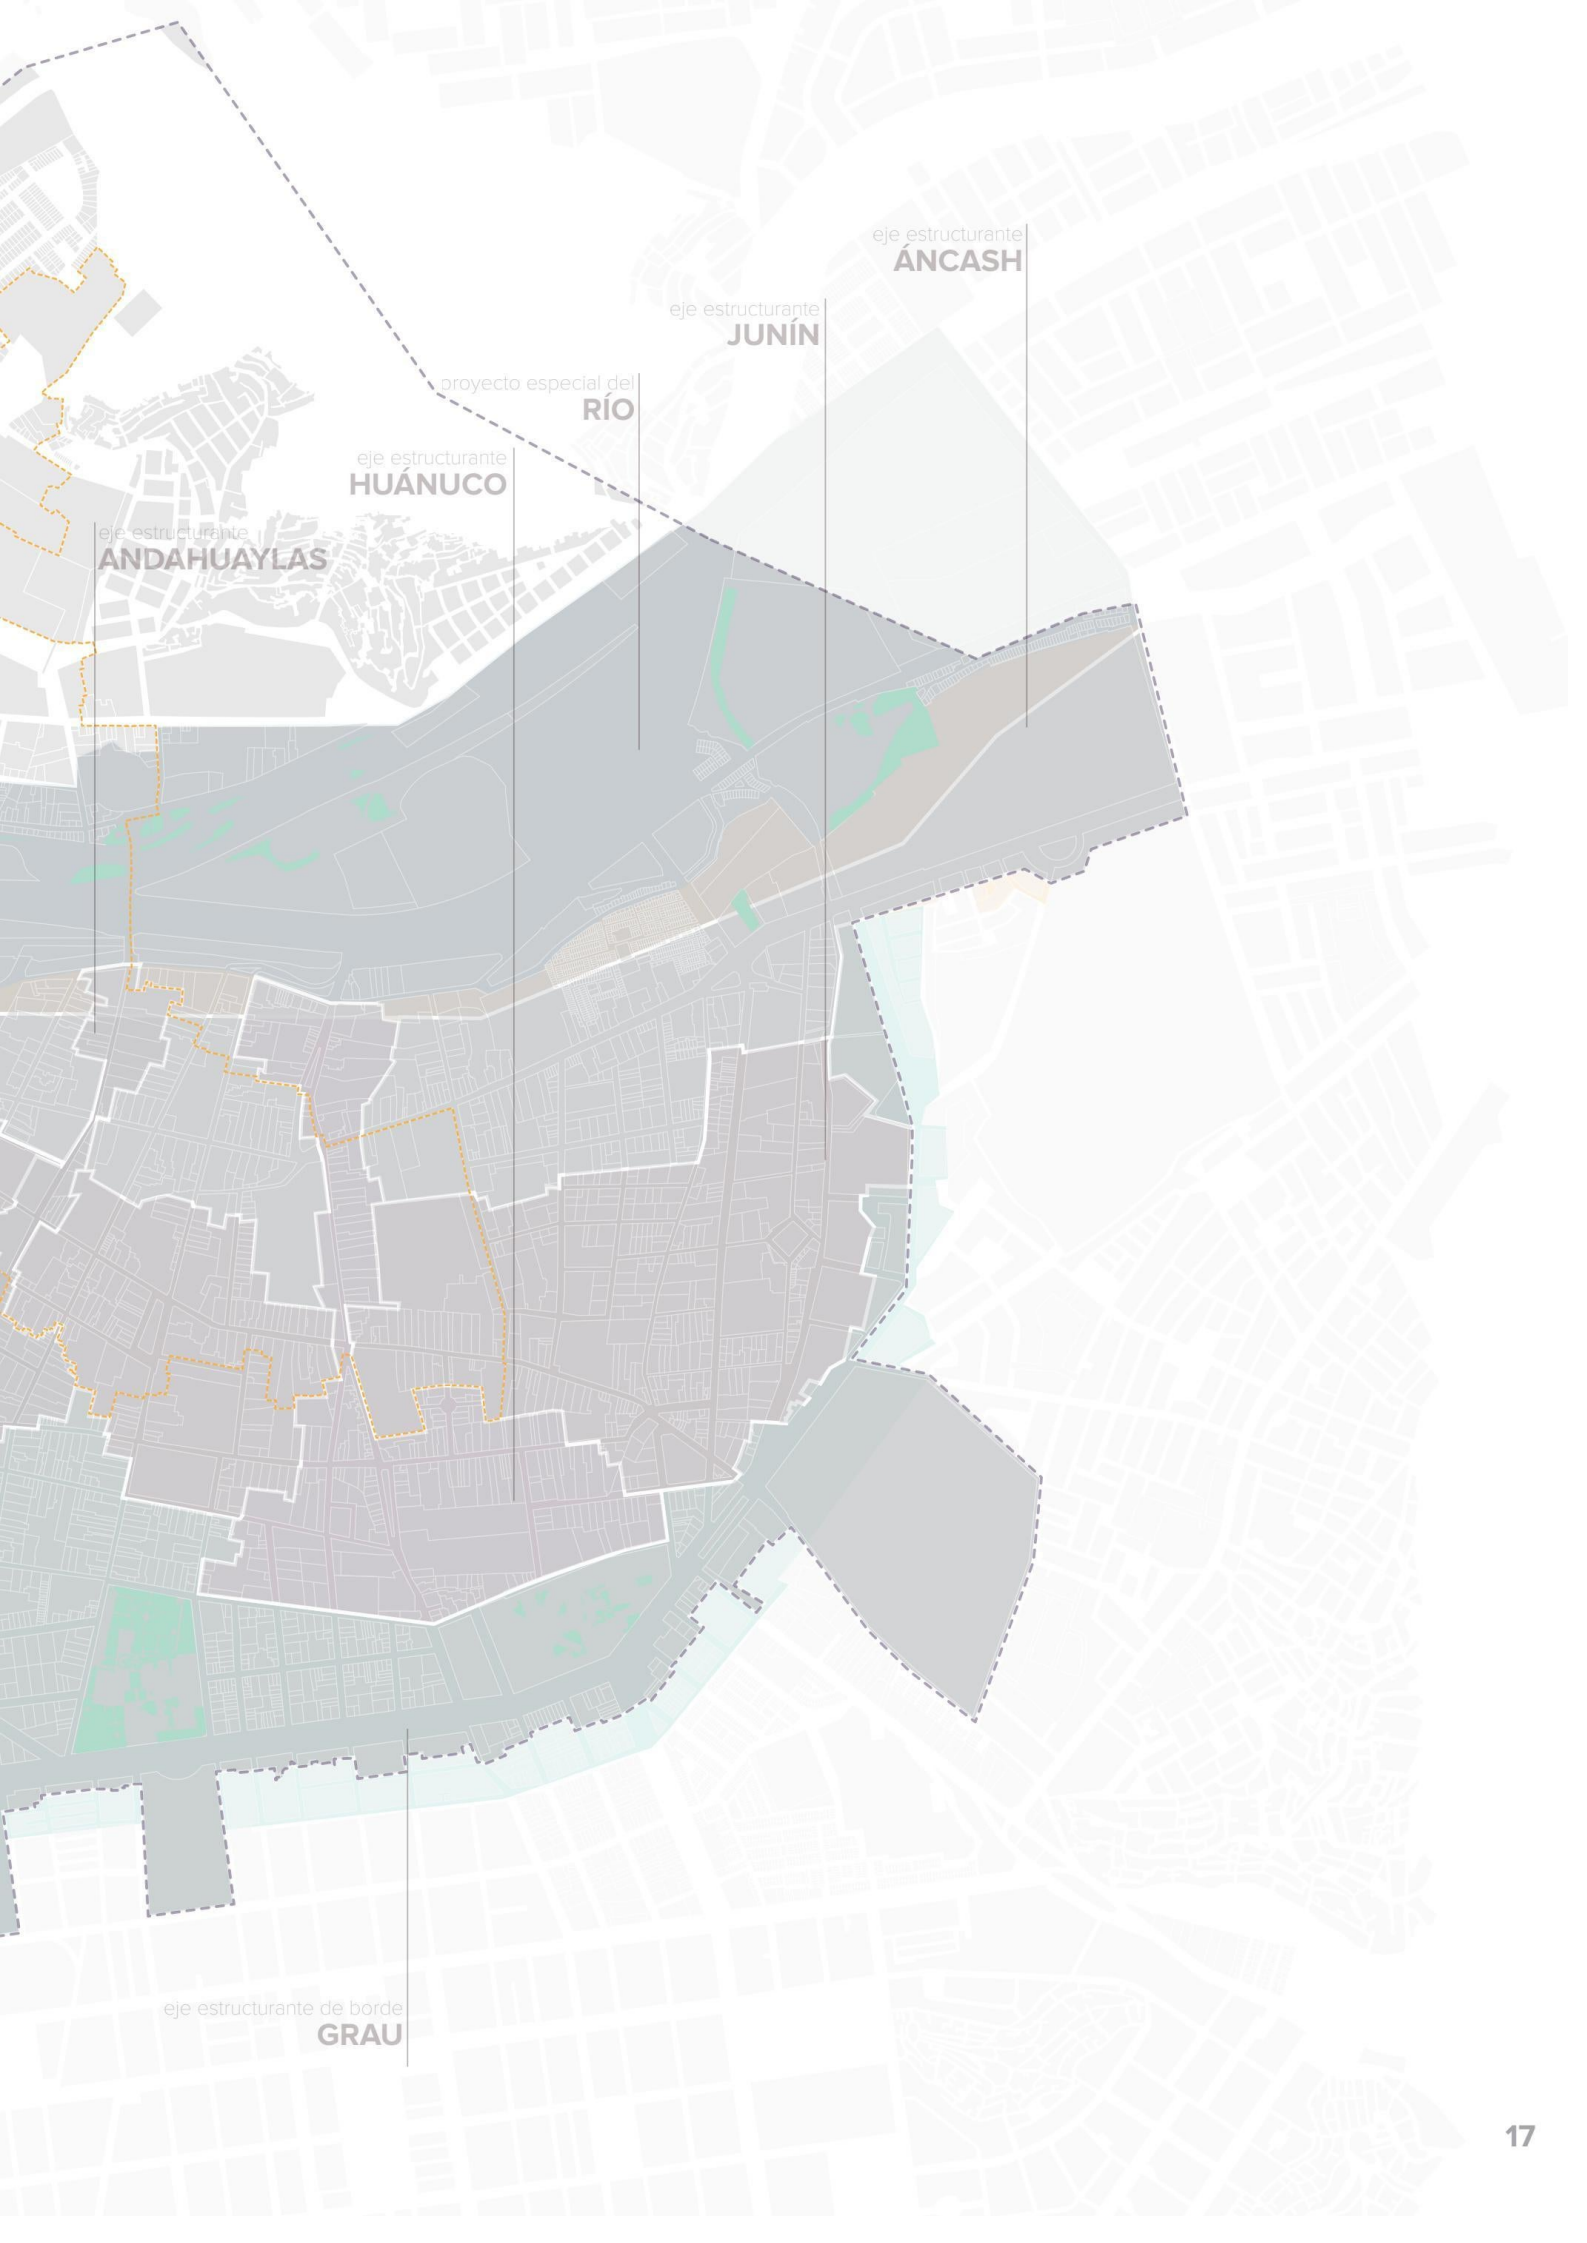 eje estructurante
ÁNCASH
eje estructurante
JUNÍN
proyecto especial del
RÍO
eje estructurante
HUÁNUCO
eje estructurante
ANDAHUAYLAS
eje estructurante de borde
GRAU
17